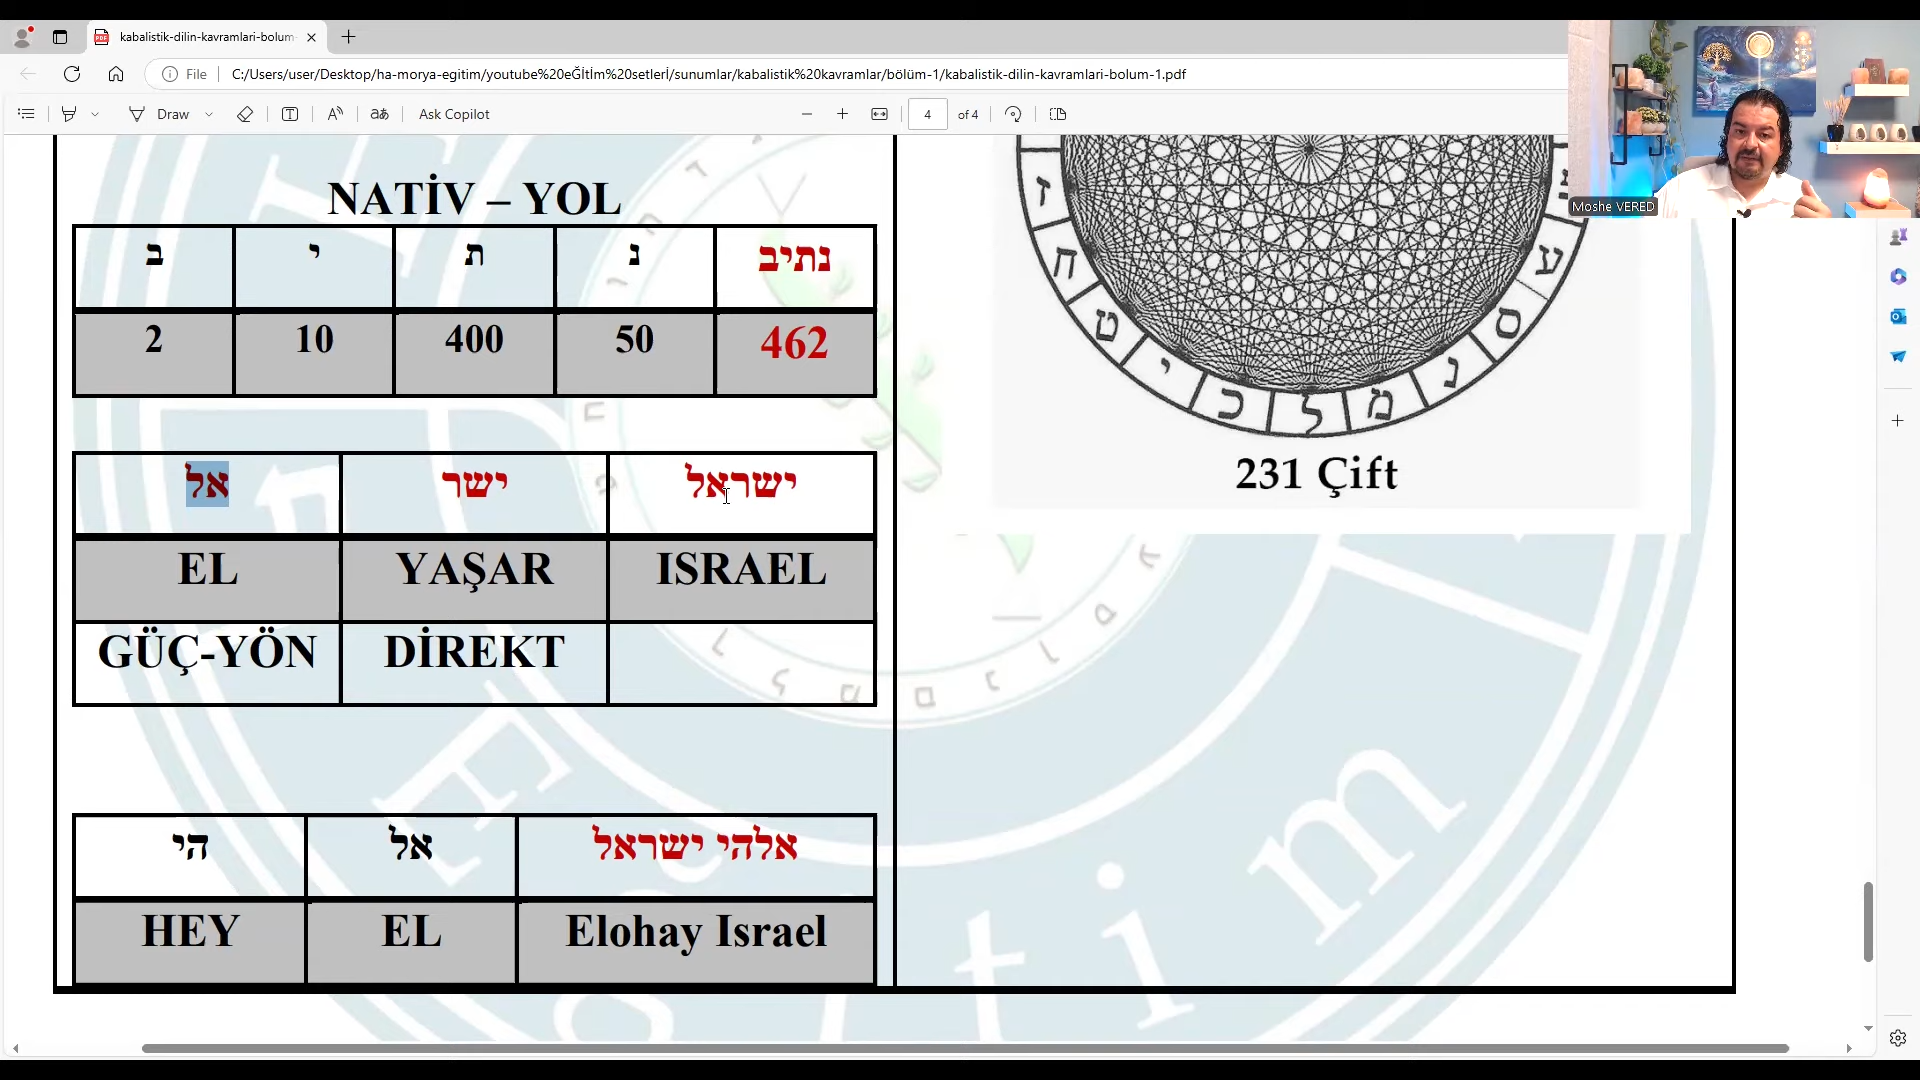 kabalistik-dilin-kavramlari-bolum-
File
C:/Users/user/Desktop/ha-morya-egitim/youtube%20eĞİtİm%20setlerİ/sunumlar/kabalistik%20kavramlar/bölüm-1/kabalistik-dilin-kavramlari-bolum-1.pdf
Draw
Ask Copilot
4 of 4
Moshe VERED
NATİV – YOL
ב י ת נ נתיב
2 10 400 50 462
אל ישר ישראל
EL YAŞAR ISRAEL
GÜÇ-YÖN DİREKT
הי אל אלהי ישראל
HEY EL Elohay Israel
ז
ח
ט
י
כ
ל
מ
נ
ס
ע
231 Çift